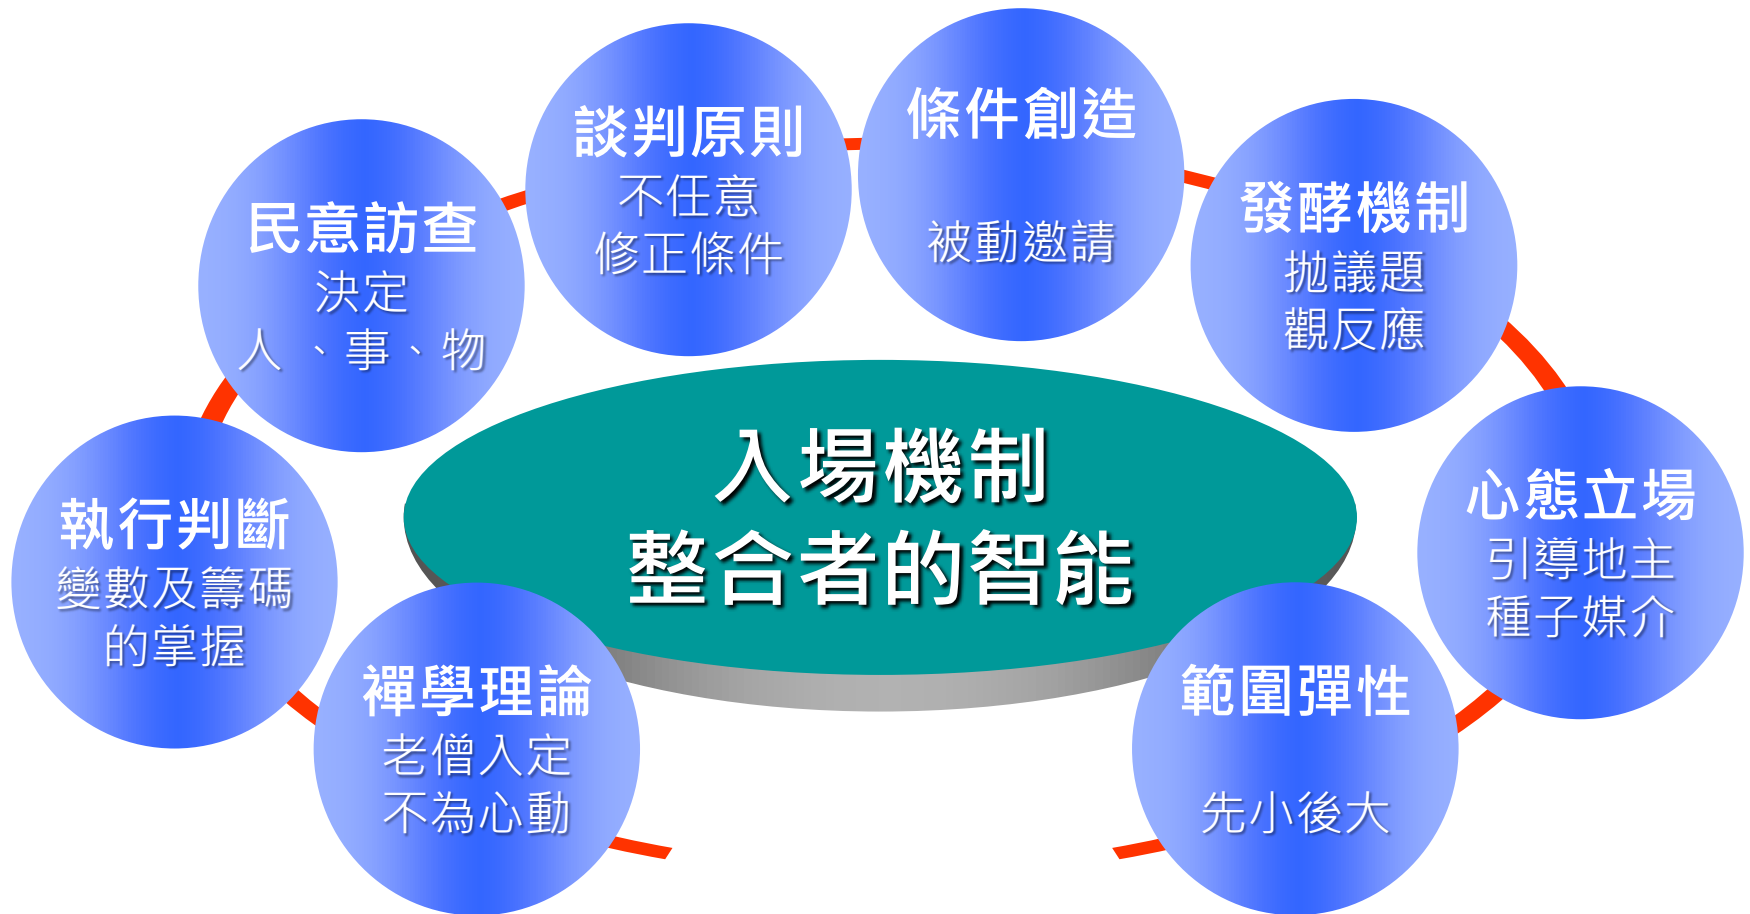 條件創造
被動邀請
談判原則
不任意
修正條件
發酵機制
拋議題
觀反應
民意訪查
決定
人 、事、物
入場機制
整合者的智能
心態立場
引導地主
種子媒介
執行判斷
變數及籌碼
的掌握
禪學理論
老僧入定
不為心動
範圍彈性
先小後大